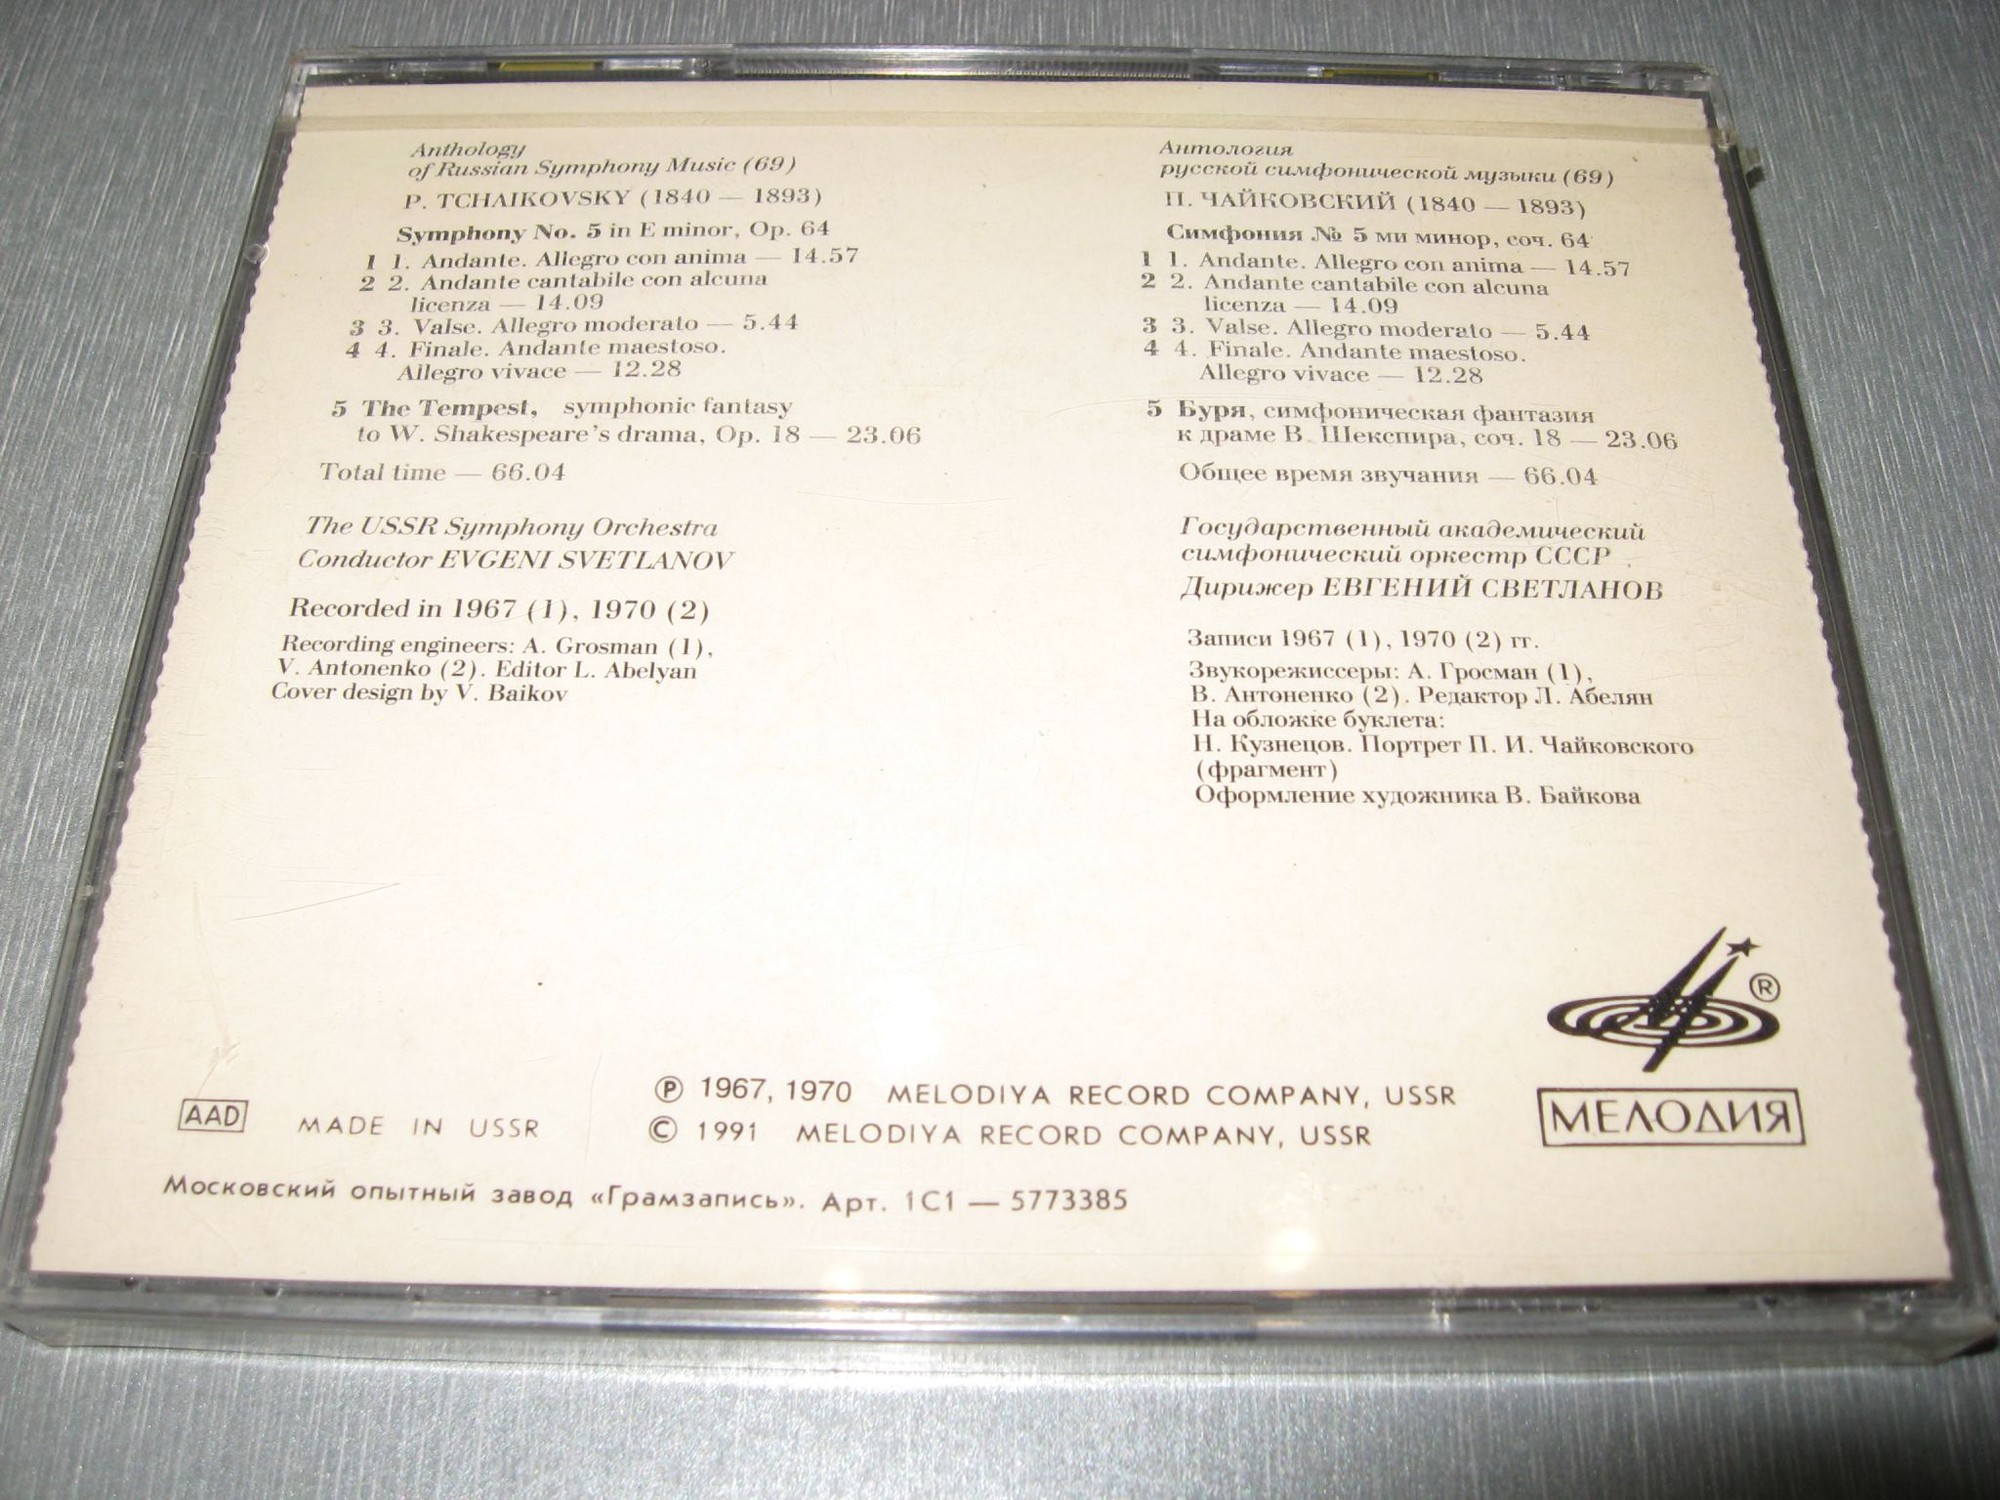 Anthology
of Russian Symphony Music (69)
P. TCHAIKOVSKY (1840 — 1893)
Symphony No. 5 in E minor, Op. 64
1 1. Andante. Allegro con anima — 14.57
2 2. Andante cantabile con alcuna
licenza — 14.09
3 3. Valse. Allegro moderato — 5.44
4 4. Finale. Andante maestoso.
Allegro vivace — 12.28
5 The Tempest, symphonic fantasy
to W. Shakespeare's drama, Op. 18 — 23.06
Total time — 66.04
The USSR Symphony Orchestra
Conductor EVGENI SVETLANOV
Recorded in 1967 (1), 1970 (2)
Recording engineers: A. Grosman (1),
V. Antonenko (2). Editor L. Abelyan
Cover design by V. Baikov
Антология
русской симфонической музыки (69)
П. ЧАЙКОВСКИЙ (1840 — 1893)
Симфония № 5 ми минор, соч. 64
1 1. Andante. Allegro con anima — 14.57
2 2. Andante cantabile con alcuna
licenza — 14.09
3 3. Valse. Allegro moderato — 5.44
4 4. Finale. Andante maestoso.
Allegro vivace — 12.28
5 Буря, симфоническая фантазия
к драме В. Шекспира, соч. 18 — 23.06
Общее время звучания — 66.04
Государственный академический
симфонический оркестр СССР
Дирижер ЕВГЕНИЙ СВЕТЛАНОВ
Записи 1967 (1), 1970 (2) гг.
Звукорежиссеры: А. Гросман (1),
В. Антоненко (2). Редактор Л. Абелян
На обложке буклета:
Н. Кузнецов. Портрет П. И. Чайковского
(фрагмент)
Оформление художника В. Байкова
®
МЕЛОДИЯ
AAD MADE IN USSR
℗ 1967, 1970 MELODIYA RECORD COMPANY, USSR
© 1991 MELODIYA RECORD COMPANY, USSR
Московский опытный завод «Грамзапись». Арт. 1С1 — 5773385